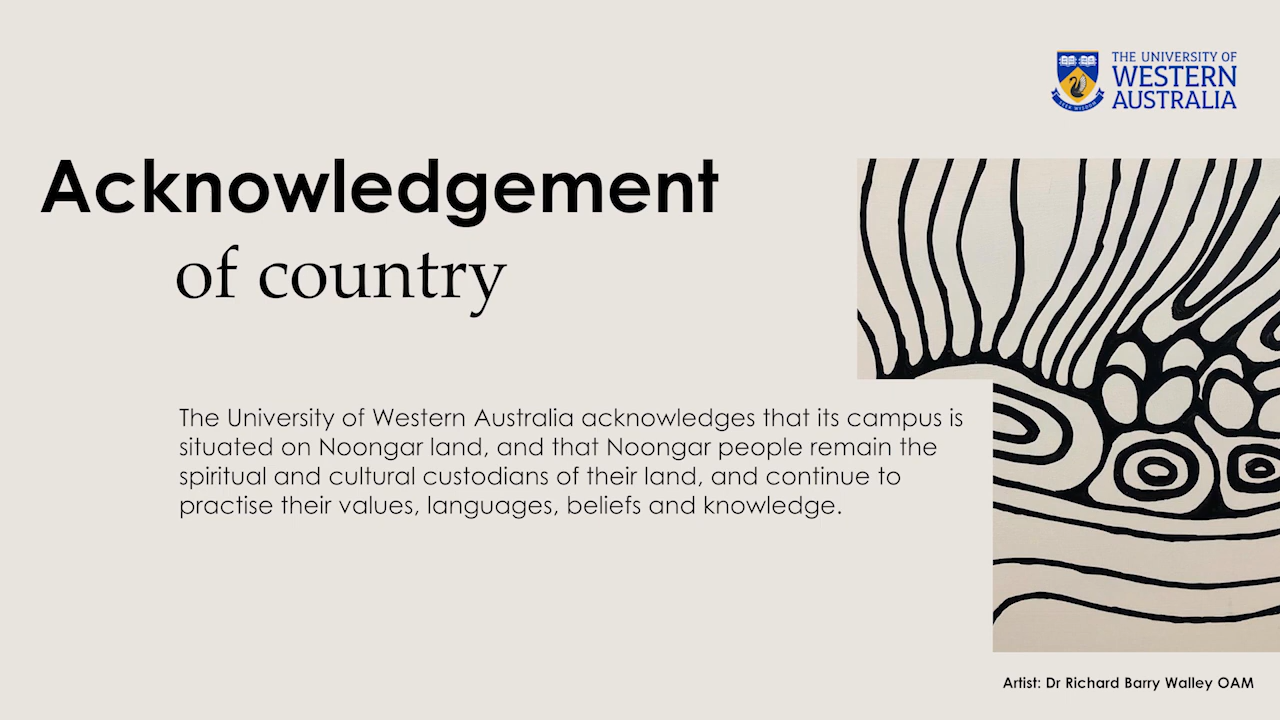 THE UNIVERSITY OF
WESTERN
AUSTRALIA
Acknowledgement
of country
The University of Western Australia acknowledges that its campus is
situated on Noongar land, and that Noongar people remain the
spiritual and cultural custodians of their land, and continue to
practise their values, languages, beliefs and knowledge.
Artist: Dr Richard Barry Walley OAM